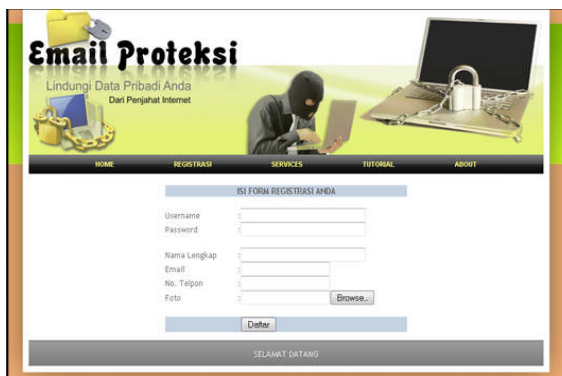 Email Proteksi
Lindungi Data Pribadi Anda
Dari Penjahat Internet
HOME REGISTRASI SERVICES TUTORIAL ABOUT
ISI FORM REGISTRASI ANDA
Username :
Password :
Nama Lengkap :
Email :
No. Telpon :
Foto : Browse..
Daftar
SELAMAT DATANG